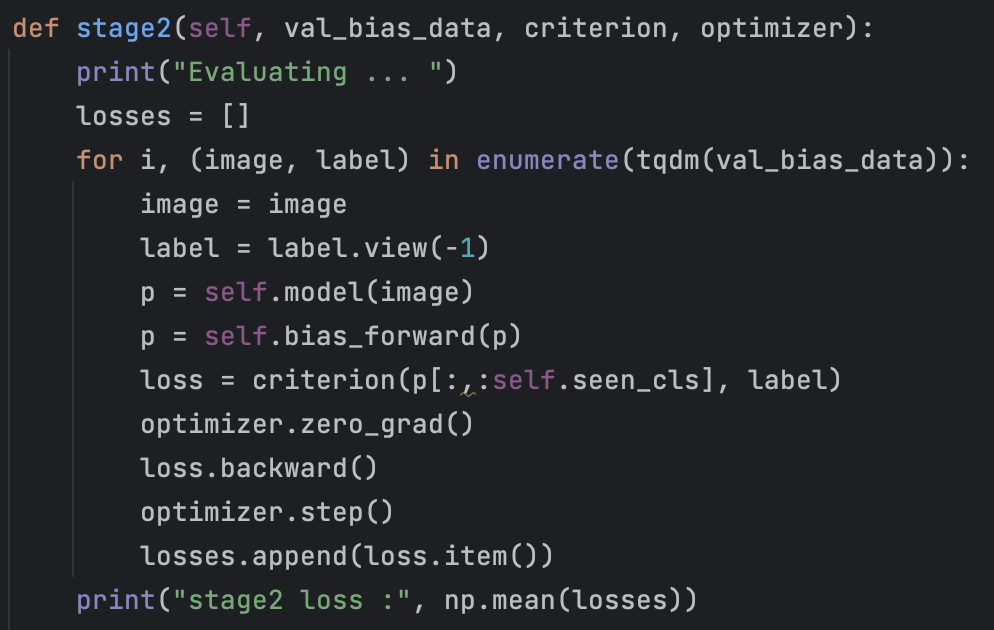 def stage2(self, val_bias_data, criterion, optimizer):
    print("Evaluating ... ")
    losses = []
    for i, (image, label) in enumerate(tqdm(val_bias_data)):
        image = image
        label = label.view(-1)
        p = self.model(image)
        p = self.bias_forward(p)
        loss = criterion(p[:,:self.seen_cls], label)
        optimizer.zero_grad()
        loss.backward()
        optimizer.step()
        losses.append(loss.item())
    print("stage2 loss :", np.mean(losses))